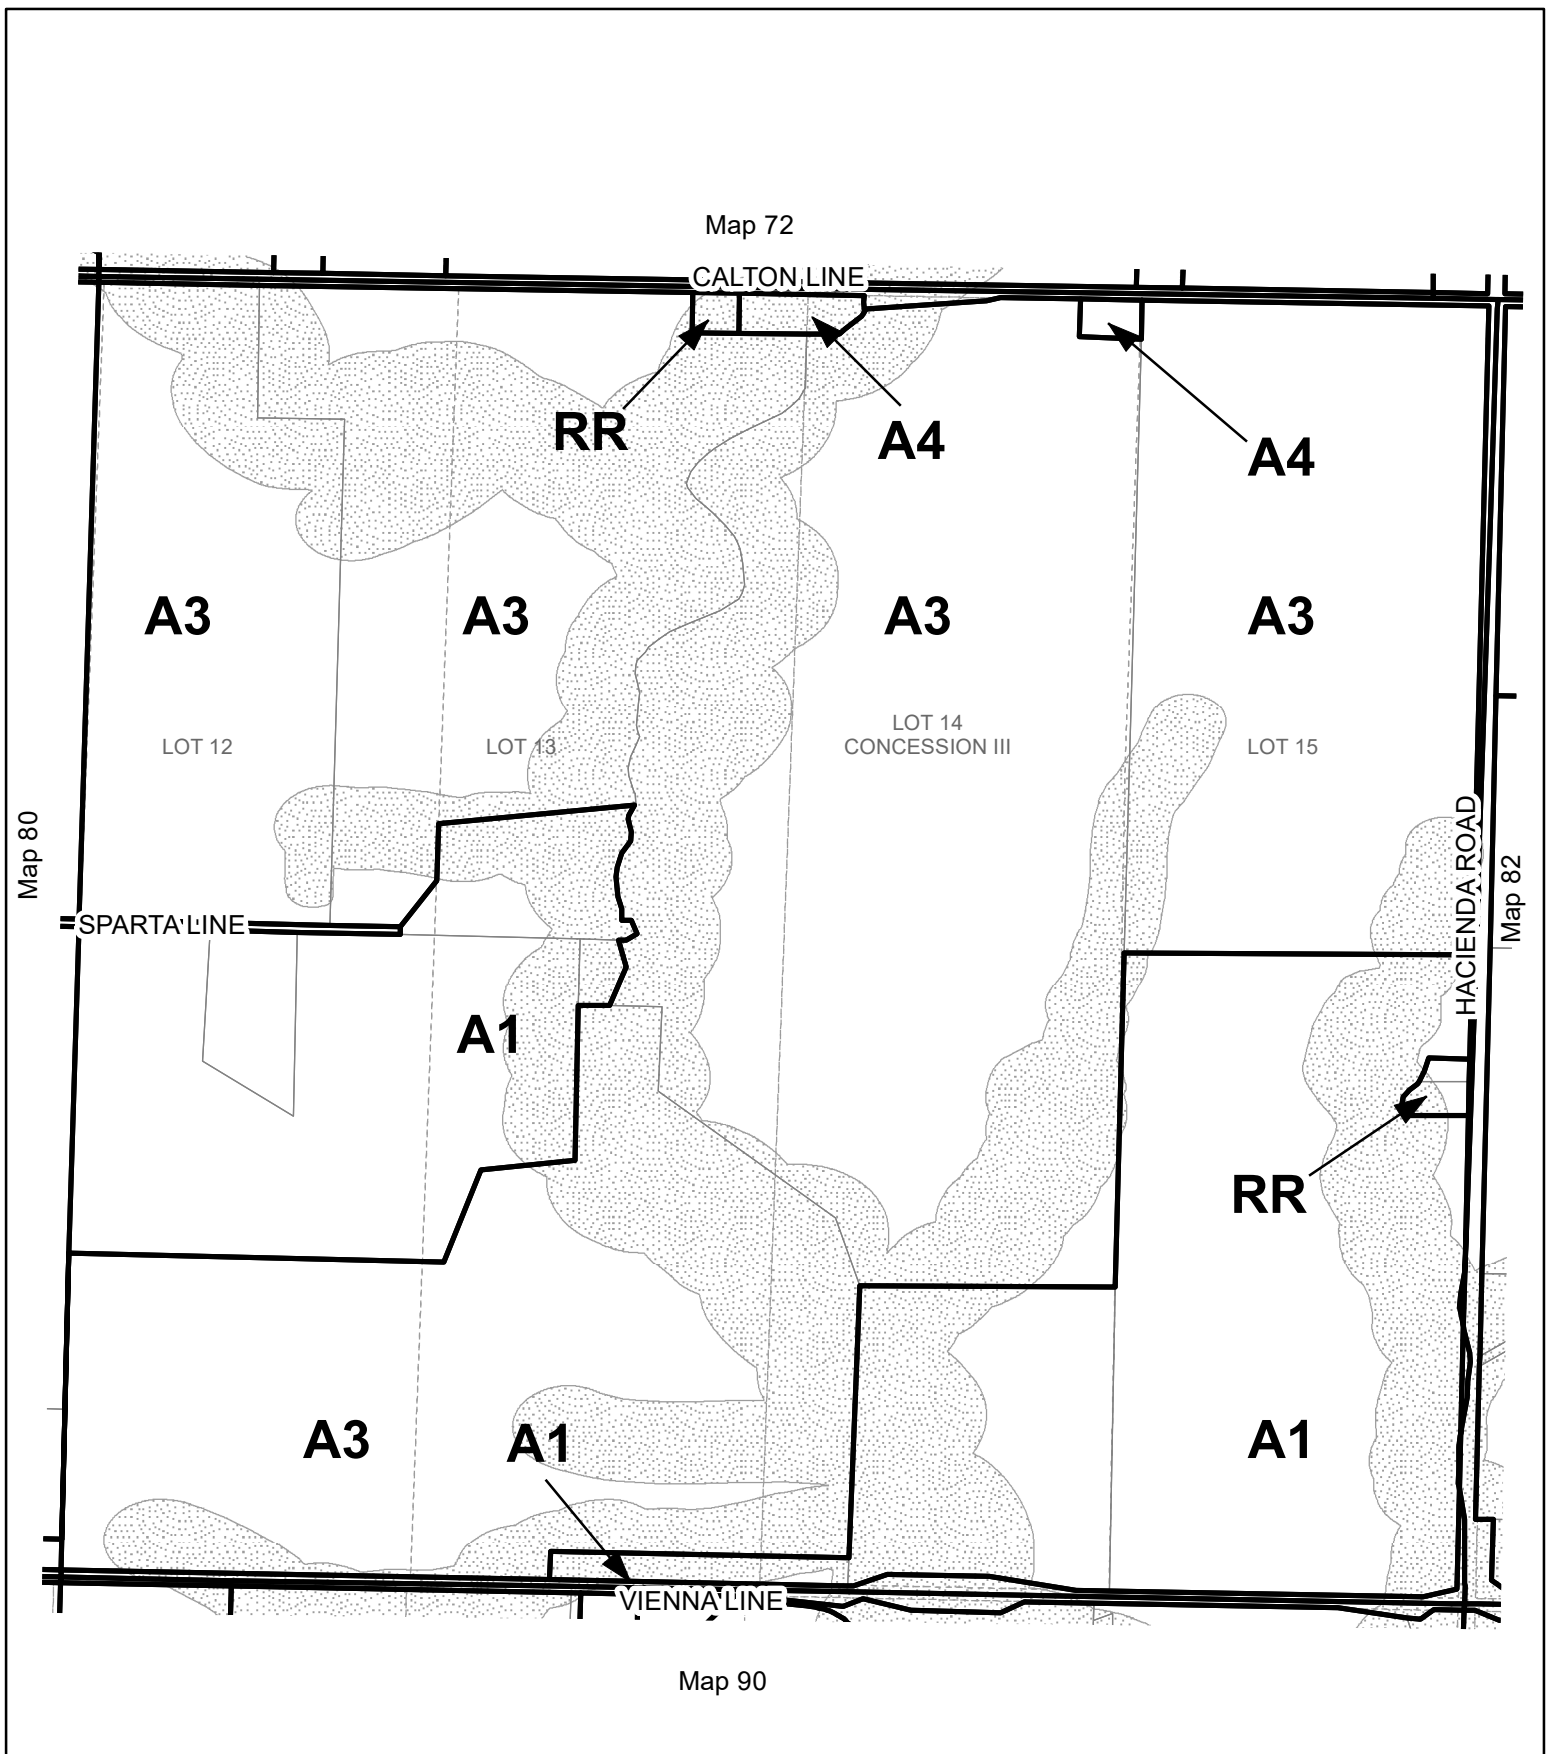 Map 72
CALTON LINE
RR
A4
A4
A3
A3
A3
A3
LOT 12
LOT 13
LOT 14
CONCESSION III
LOT 15
Map 80
HACIENDA ROAD
Map 82
SPARTA LINE
A1
RR
A3
A1
A1
VIENNA LINE
Map 90